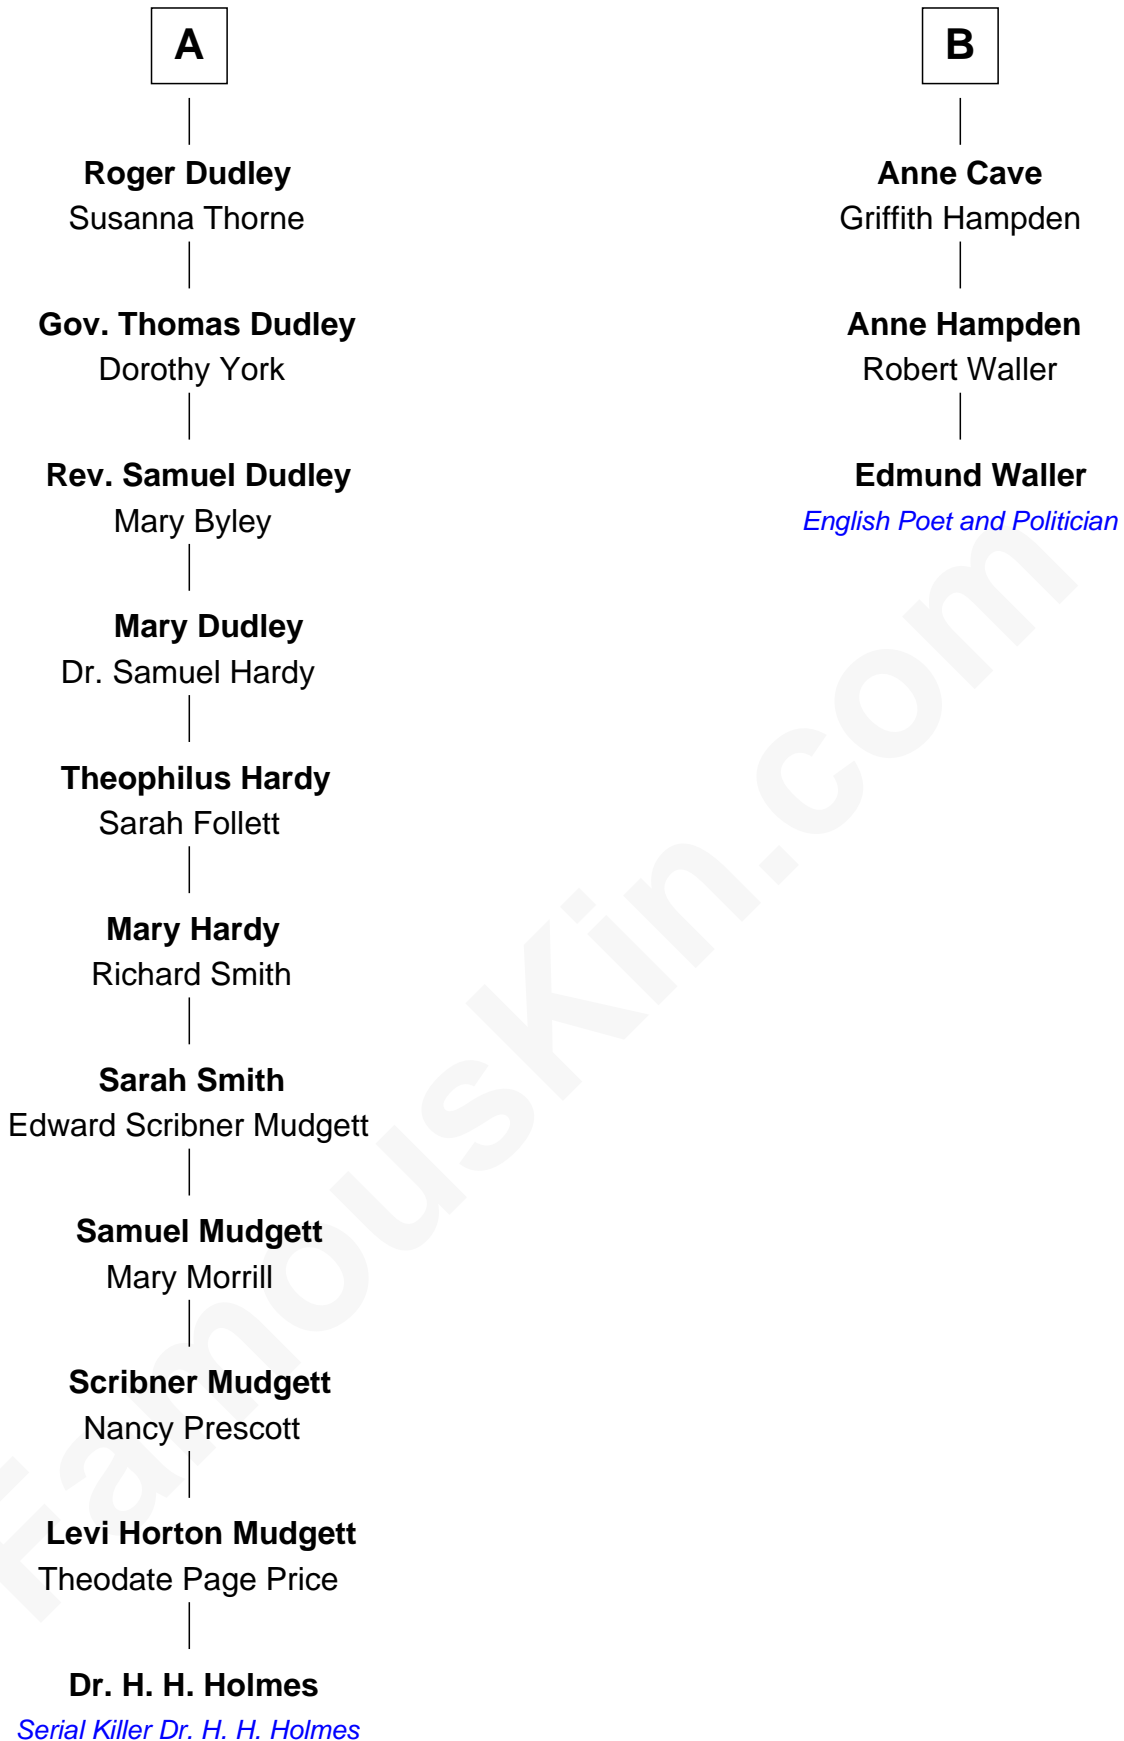 A
Roger Dudley
Susanna Thorne
Gov. Thomas Dudley
Dorothy York
Rev. Samuel Dudley
Mary Byley
Mary Dudley
Dr. Samuel Hardy
Theophilus Hardy
Sarah Follett
Mary Hardy
Richard Smith
Sarah Smith
Edward Scribner Mudgett
Samuel Mudgett
Mary Morrill
Scribner Mudgett
Nancy Prescott
Levi Horton Mudgett
Theodate Page Price
Dr. H. H. Holmes
Serial Killer Dr. H. H. Holmes
B
Anne Cave
Griffith Hampden
Anne Hampden
Robert Waller
Edmund Waller
English Poet and Politician
FamousKin.com